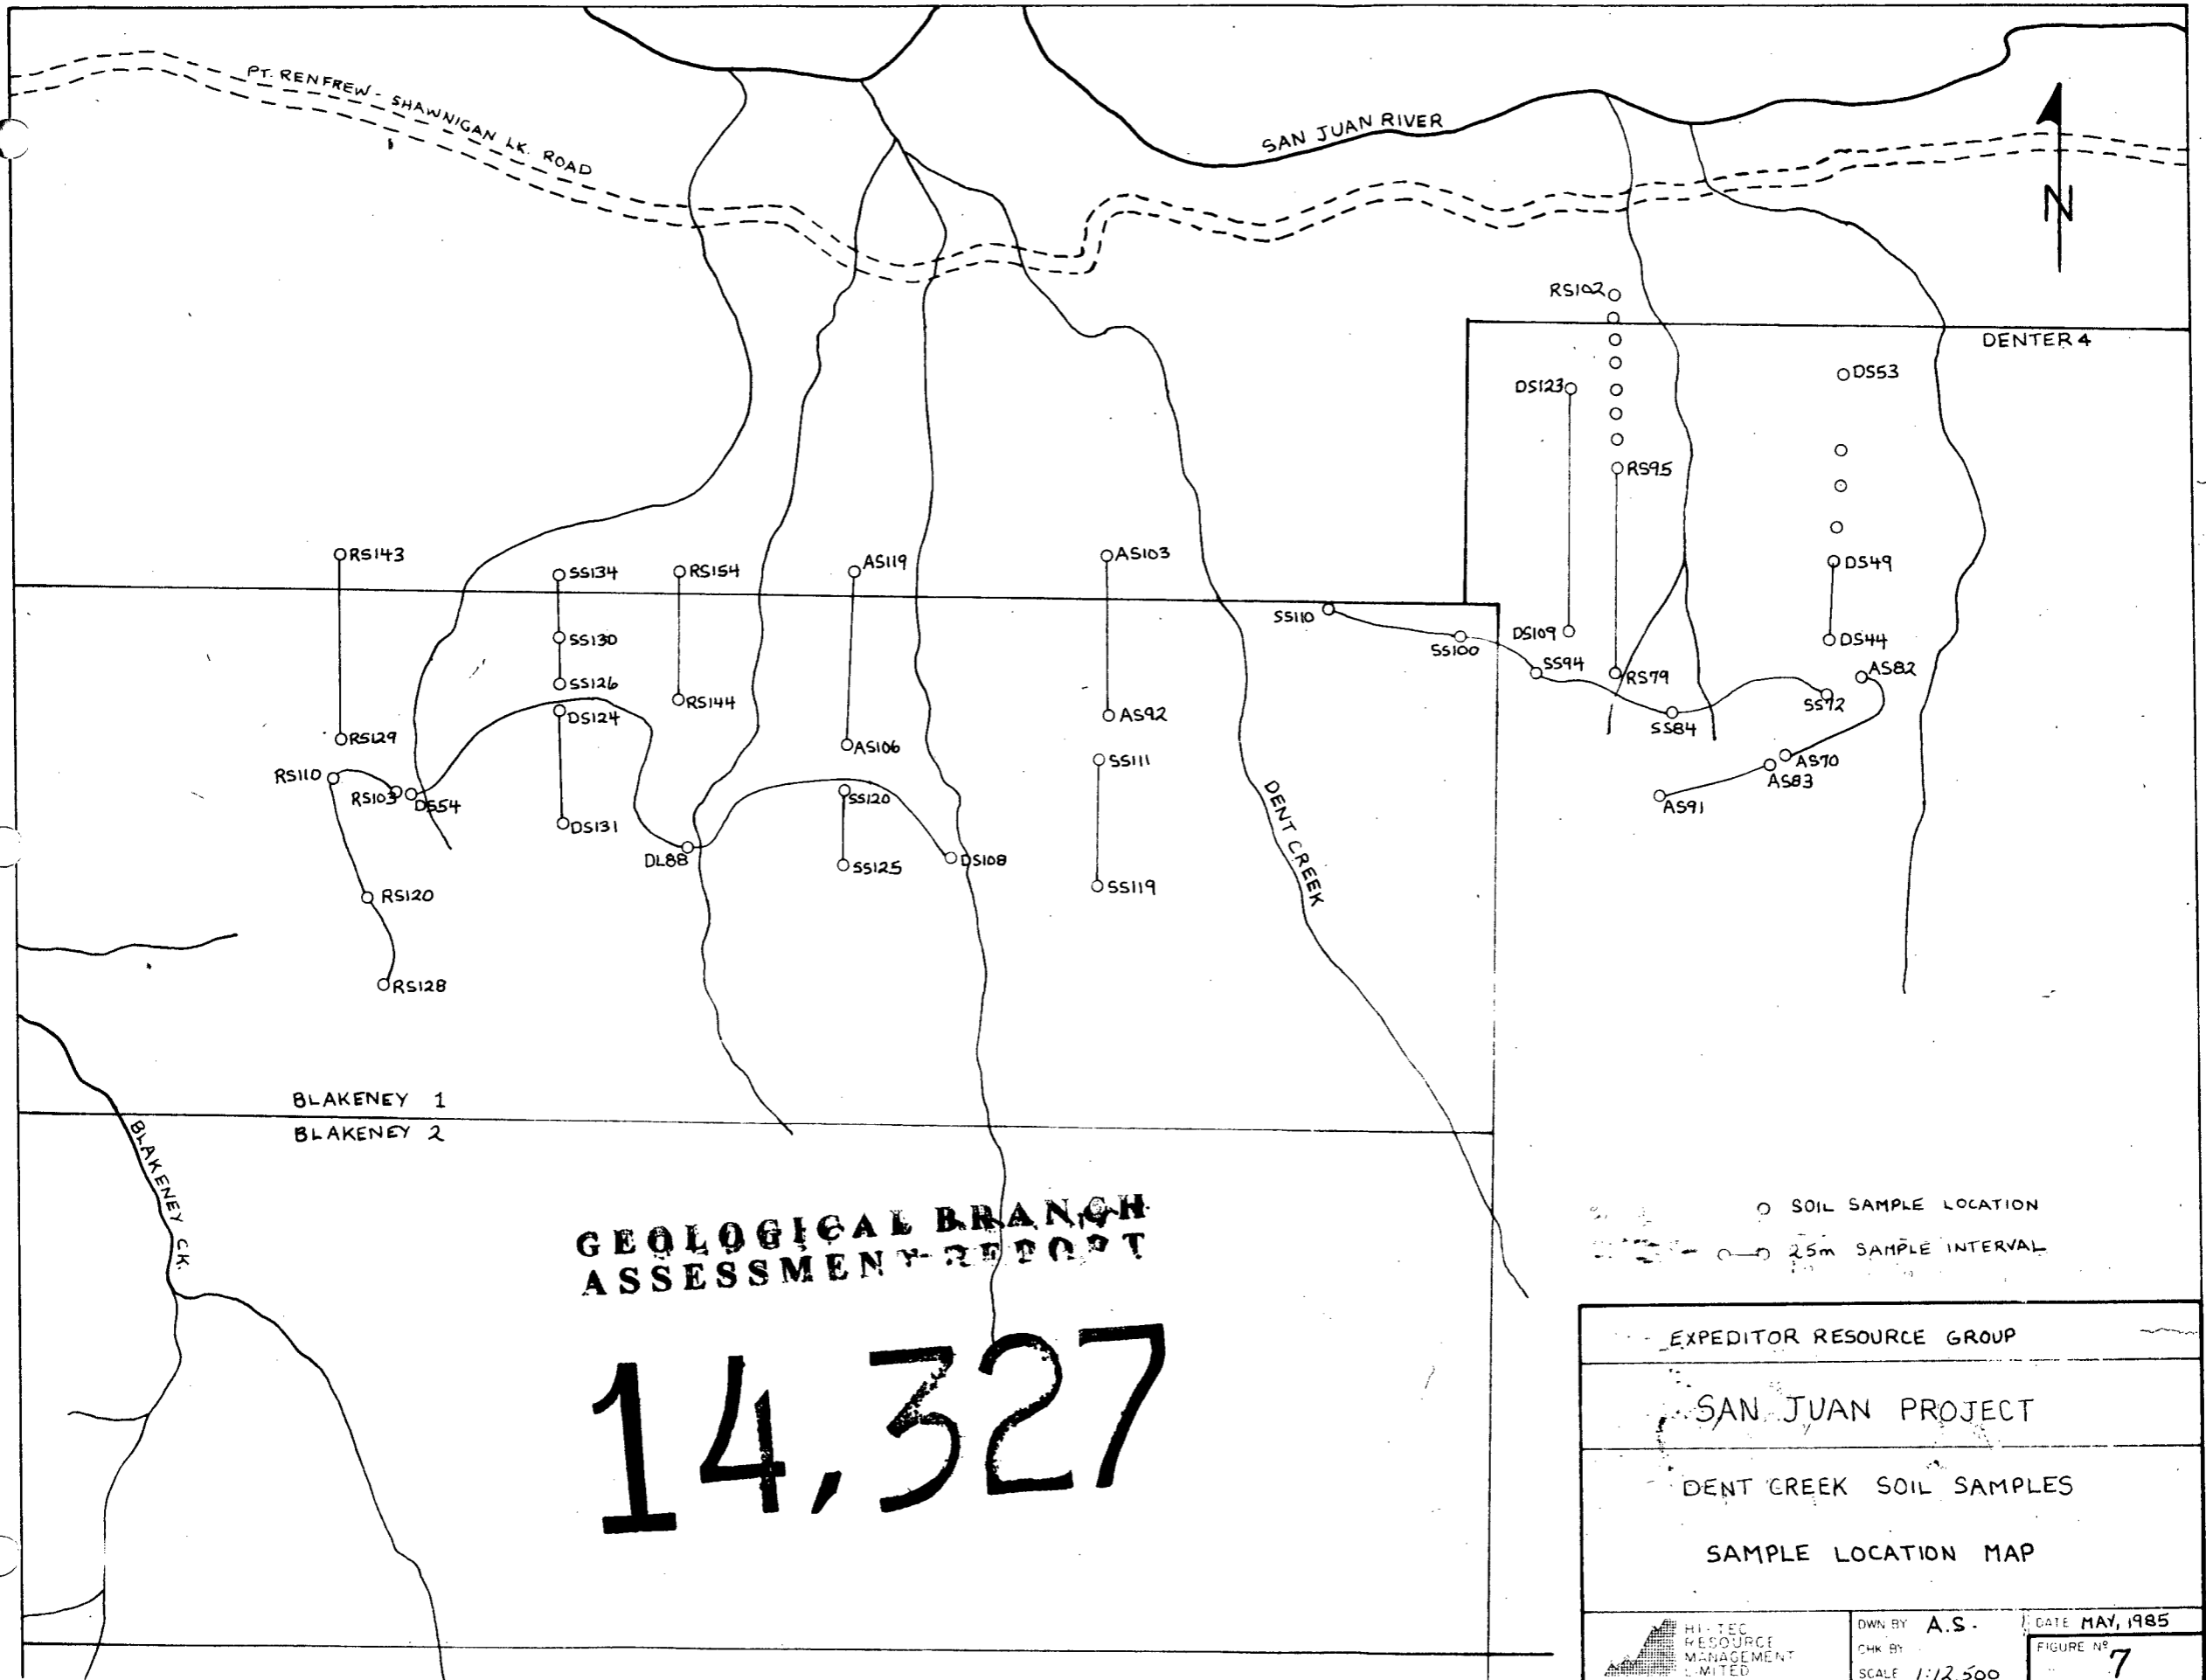 PT. RENFREW - SHAWNIGAN LK. ROAD
SAN JUAN RIVER
N
RS102
DENTER 4
DS123
DS53
RS95
RS143
SS134
RS154
AS119
AS103
DS49
SS110
SS130
SS100
DS109
DS44
SS94
RS79
AS82
SS126
RS144
SS72
DS124
AS92
SS84
RS129
AS106
SS111
AS70
RS110
AS83
RS103
DS54
SS120
AS91
DS131
DENT CREEK
DL88
SS125
DS108
SS119
RS120
RS128
BLAKENEY 1
BLAKENEY 2
BLAKENEY CK.
GEOLOGICAL BRANCH
ASSESSMENT REPORT
14,327
SOIL SAMPLE LOCATION
25m SAMPLE INTERVAL
EXPEDITOR RESOURCE GROUP
SAN JUAN PROJECT
DENT CREEK SOIL SAMPLES
SAMPLE LOCATION MAP
HI-TEC
RESOURCE
MANAGEMENT
LIMITED
DWN BY A.S.
CHK BY
SCALE 1:12,500
DATE MAY, 1985
FIGURE Nº 7